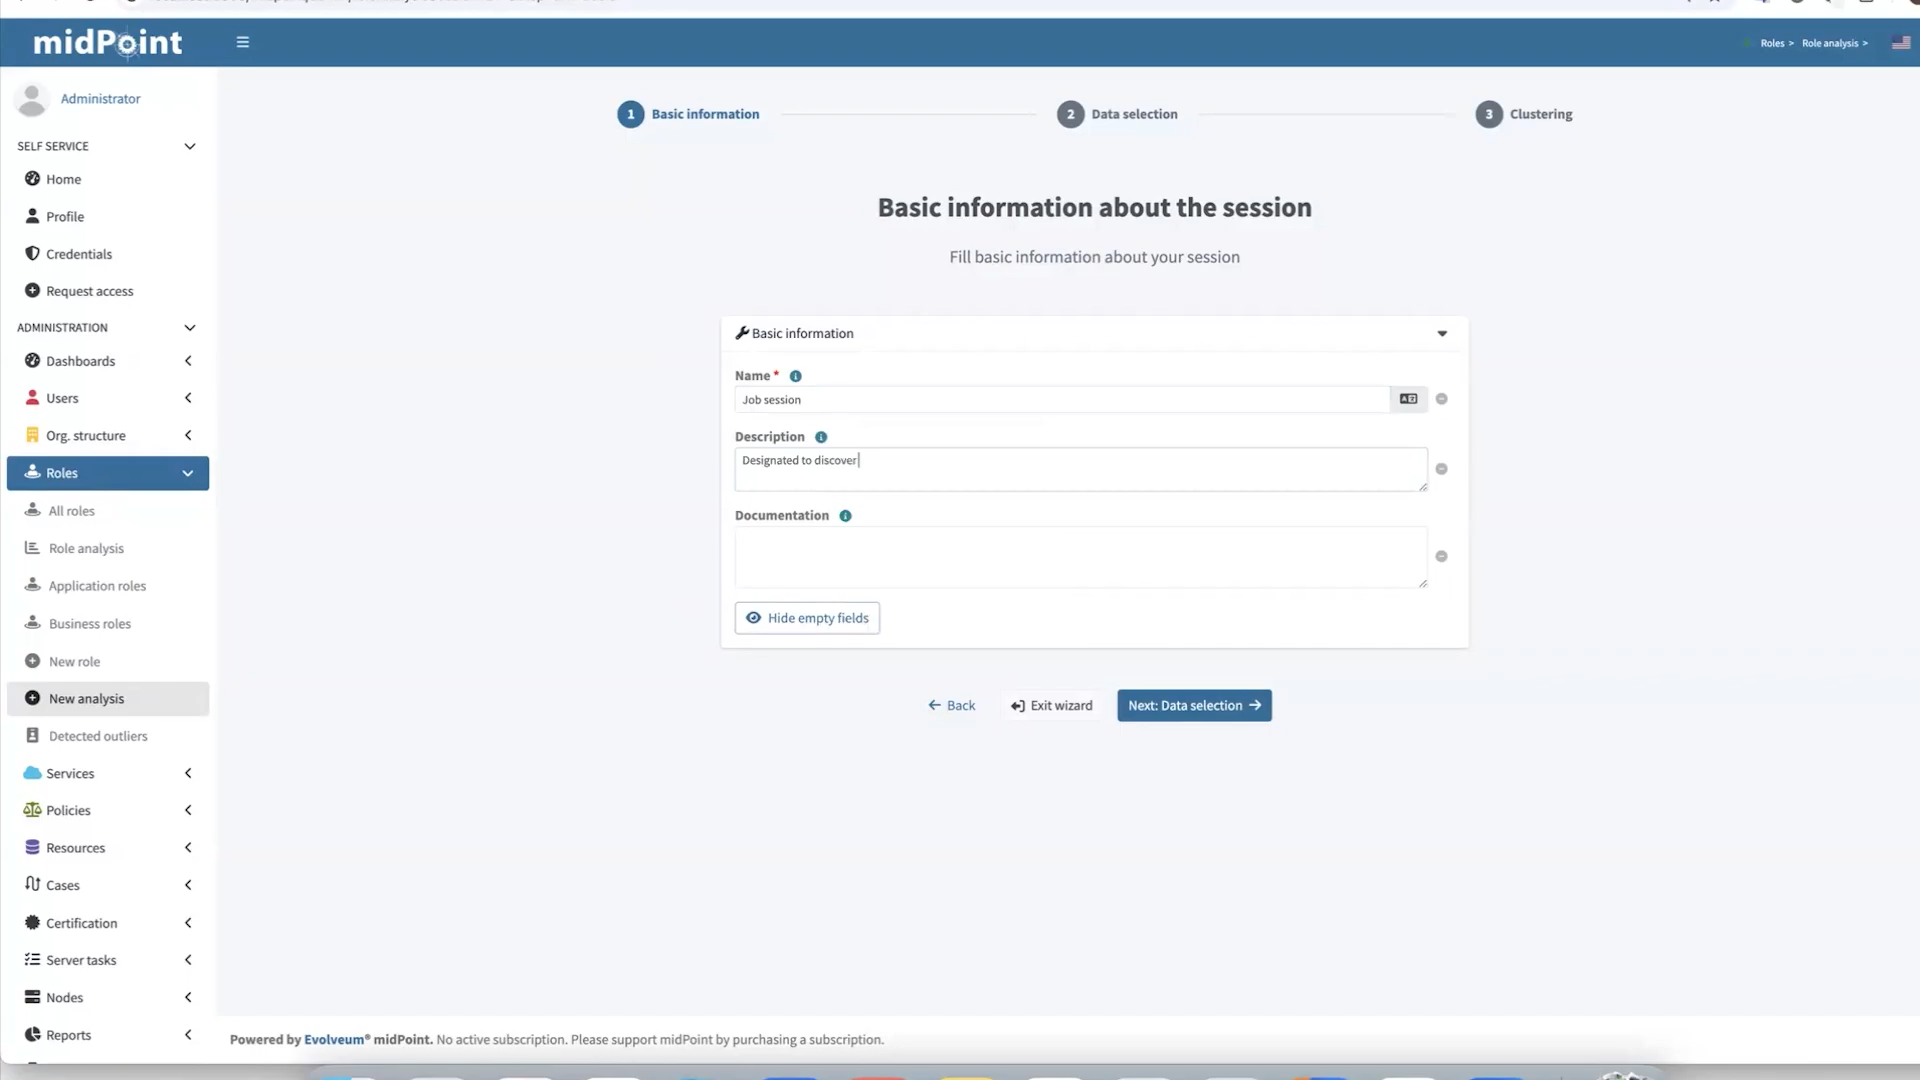 midPoint
Roles > Role analysis >
Administrator
SELF SERVICE
Home
Profile
Credentials
Request access
ADMINISTRATION
Dashboards
Users
Org. structure
Roles
All roles
Role analysis
Application roles
Business roles
New role
New analysis
Detected outliers
Services
Policies
Resources
Cases
Certification
Server tasks
Nodes
Reports
1 Basic information
2 Data selection
3 Clustering
Basic information about the session
Fill basic information about your session
Basic information
Name *
Job session
Description
Designated to discover
Documentation
Hide empty fields
Back
Exit wizard
Next: Data selection
Powered by Evolveum® midPoint. No active subscription. Please support midPoint by purchasing a subscription.